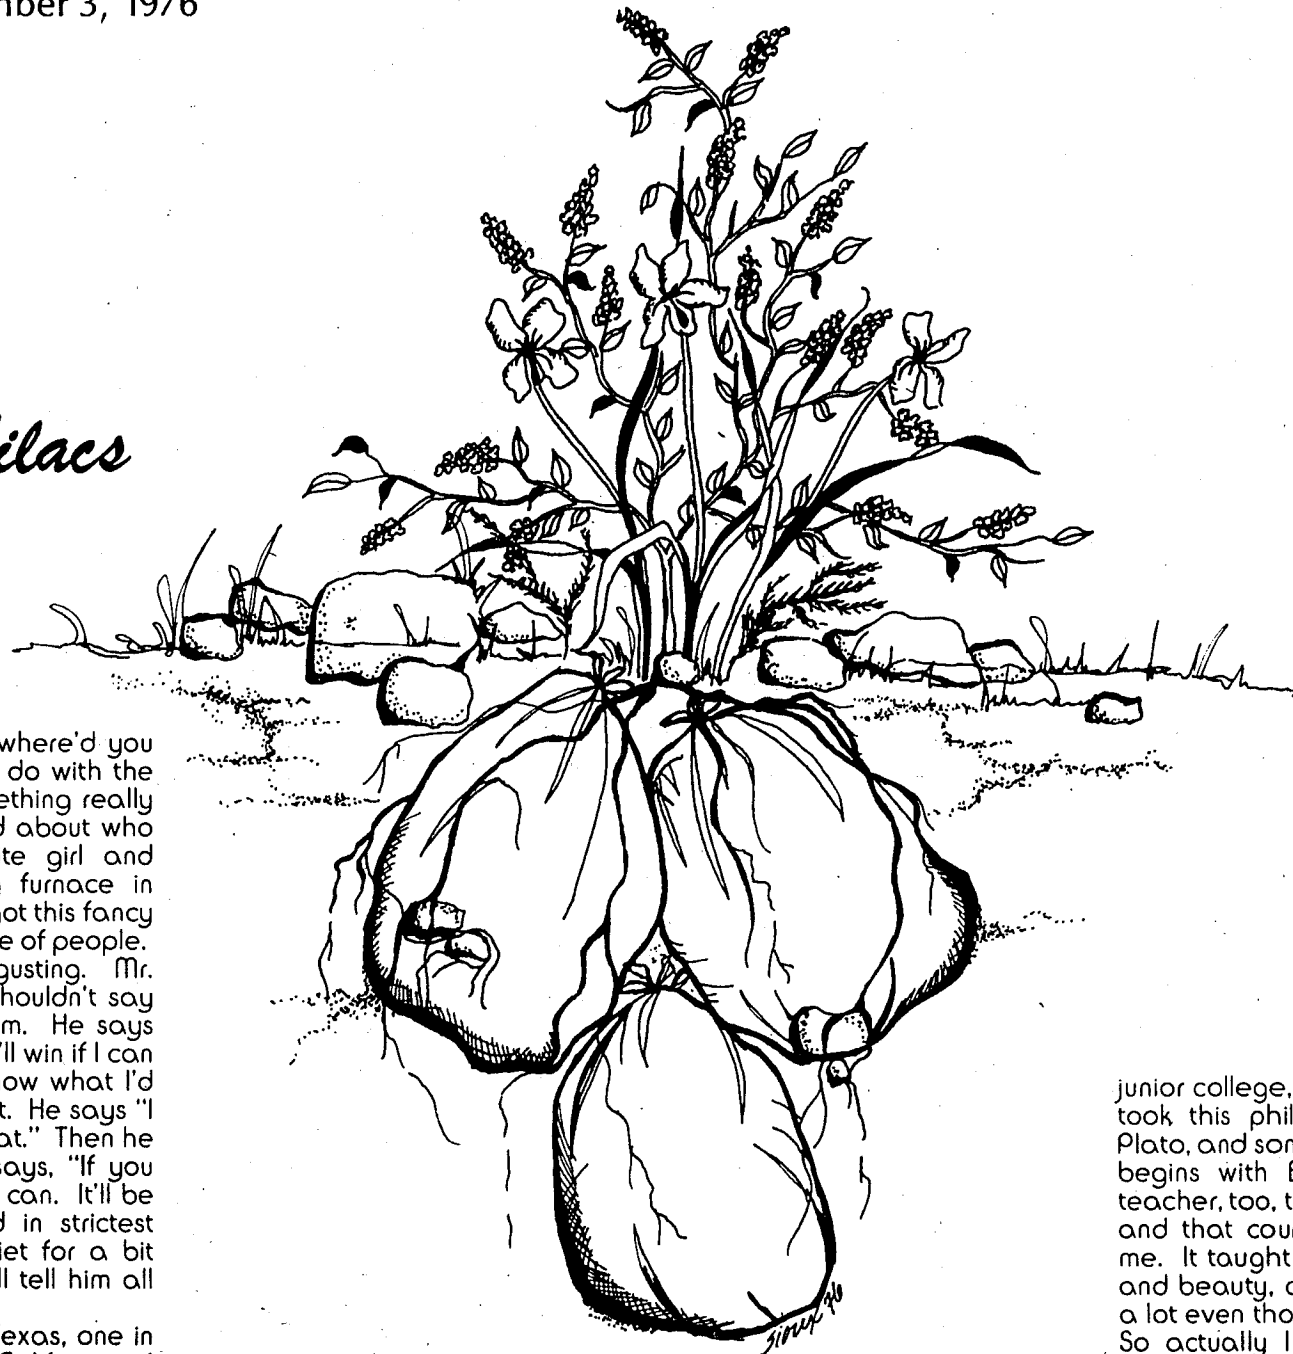 mber 3, 1976
ilacs
where'd you
do with the
ething really
d about who
te girl and
furnace in
ot this fancy
e of people.
gusting. Mr.
houldn't say
m. He says
'll win if I can
ow what I'd
t. He says "I
at." Then he
says, "If you
can. It'll be
d in strictest
iet for a bit
ll tell him all
exas, one in
junior college,
took this phil
Plato, and som
begins with
teacher, too, t
and that cou
me. It taught
and beauty, a
a lot even tho
So actually I
Sioux 76